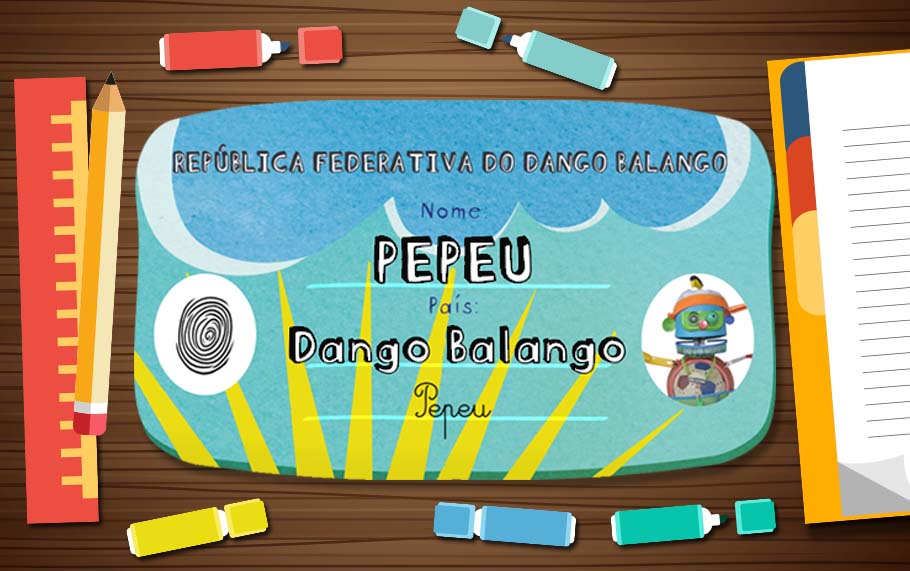 REPÚBLICA FEDERATIVA DO DANGO BALANGO
Nome:
PEPEU
País:
Dango Balango
Pepeu